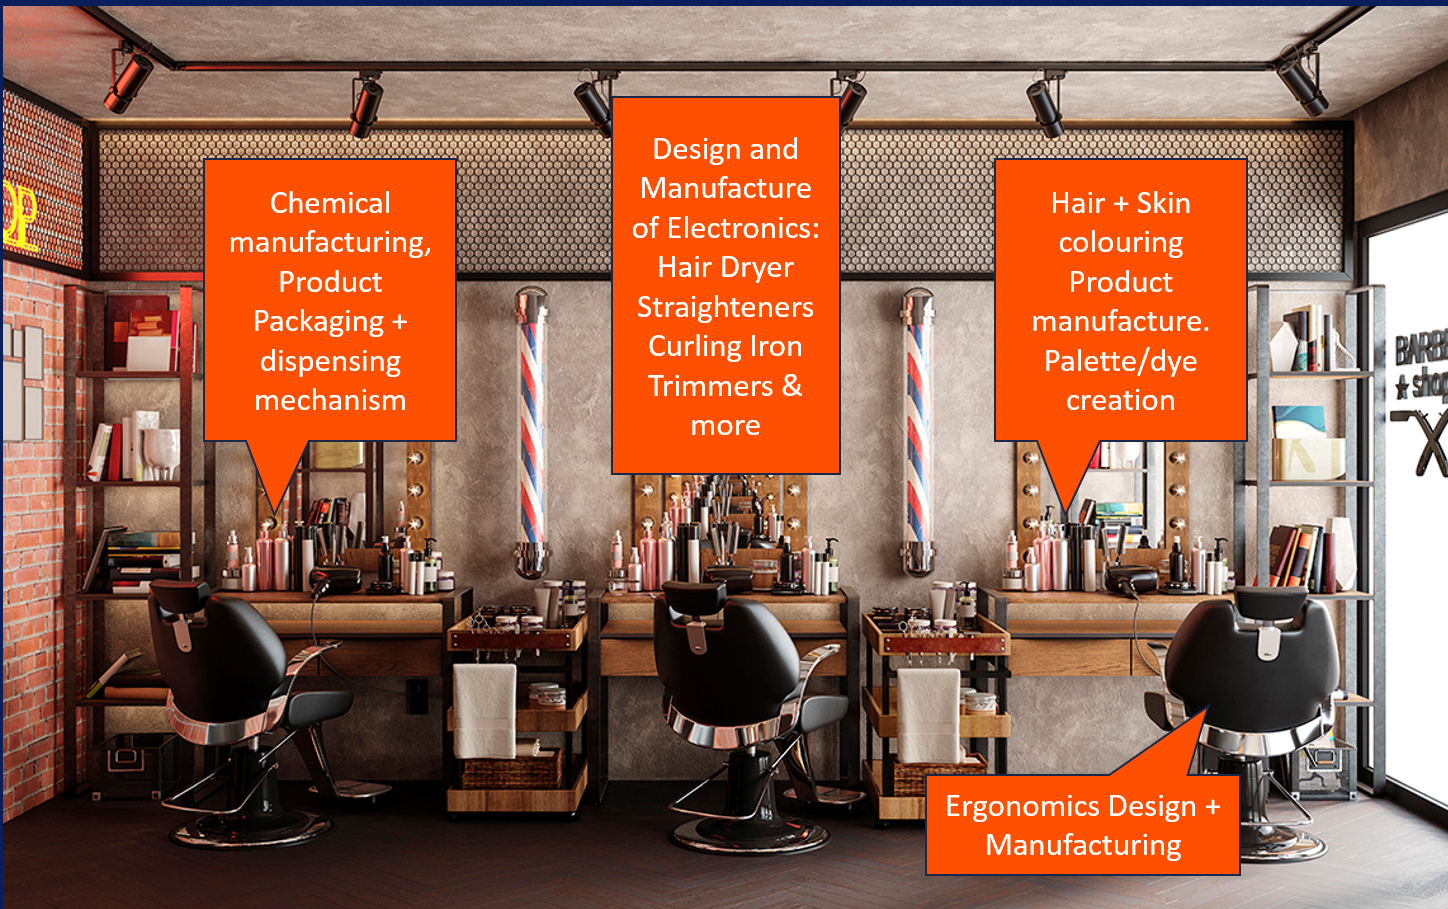 Chemical
manufacturing,
Product
Packaging +
dispensing
mechanism
Design and
Manufacture
of Electronics:
Hair Dryer
Straighteners
Curling Iron
Trimmers &
more
Hair + Skin
colouring
Product
manufacture.
Palette/dye
creation
Ergonomics Design +
Manufacturing
OP
BARBE
shop